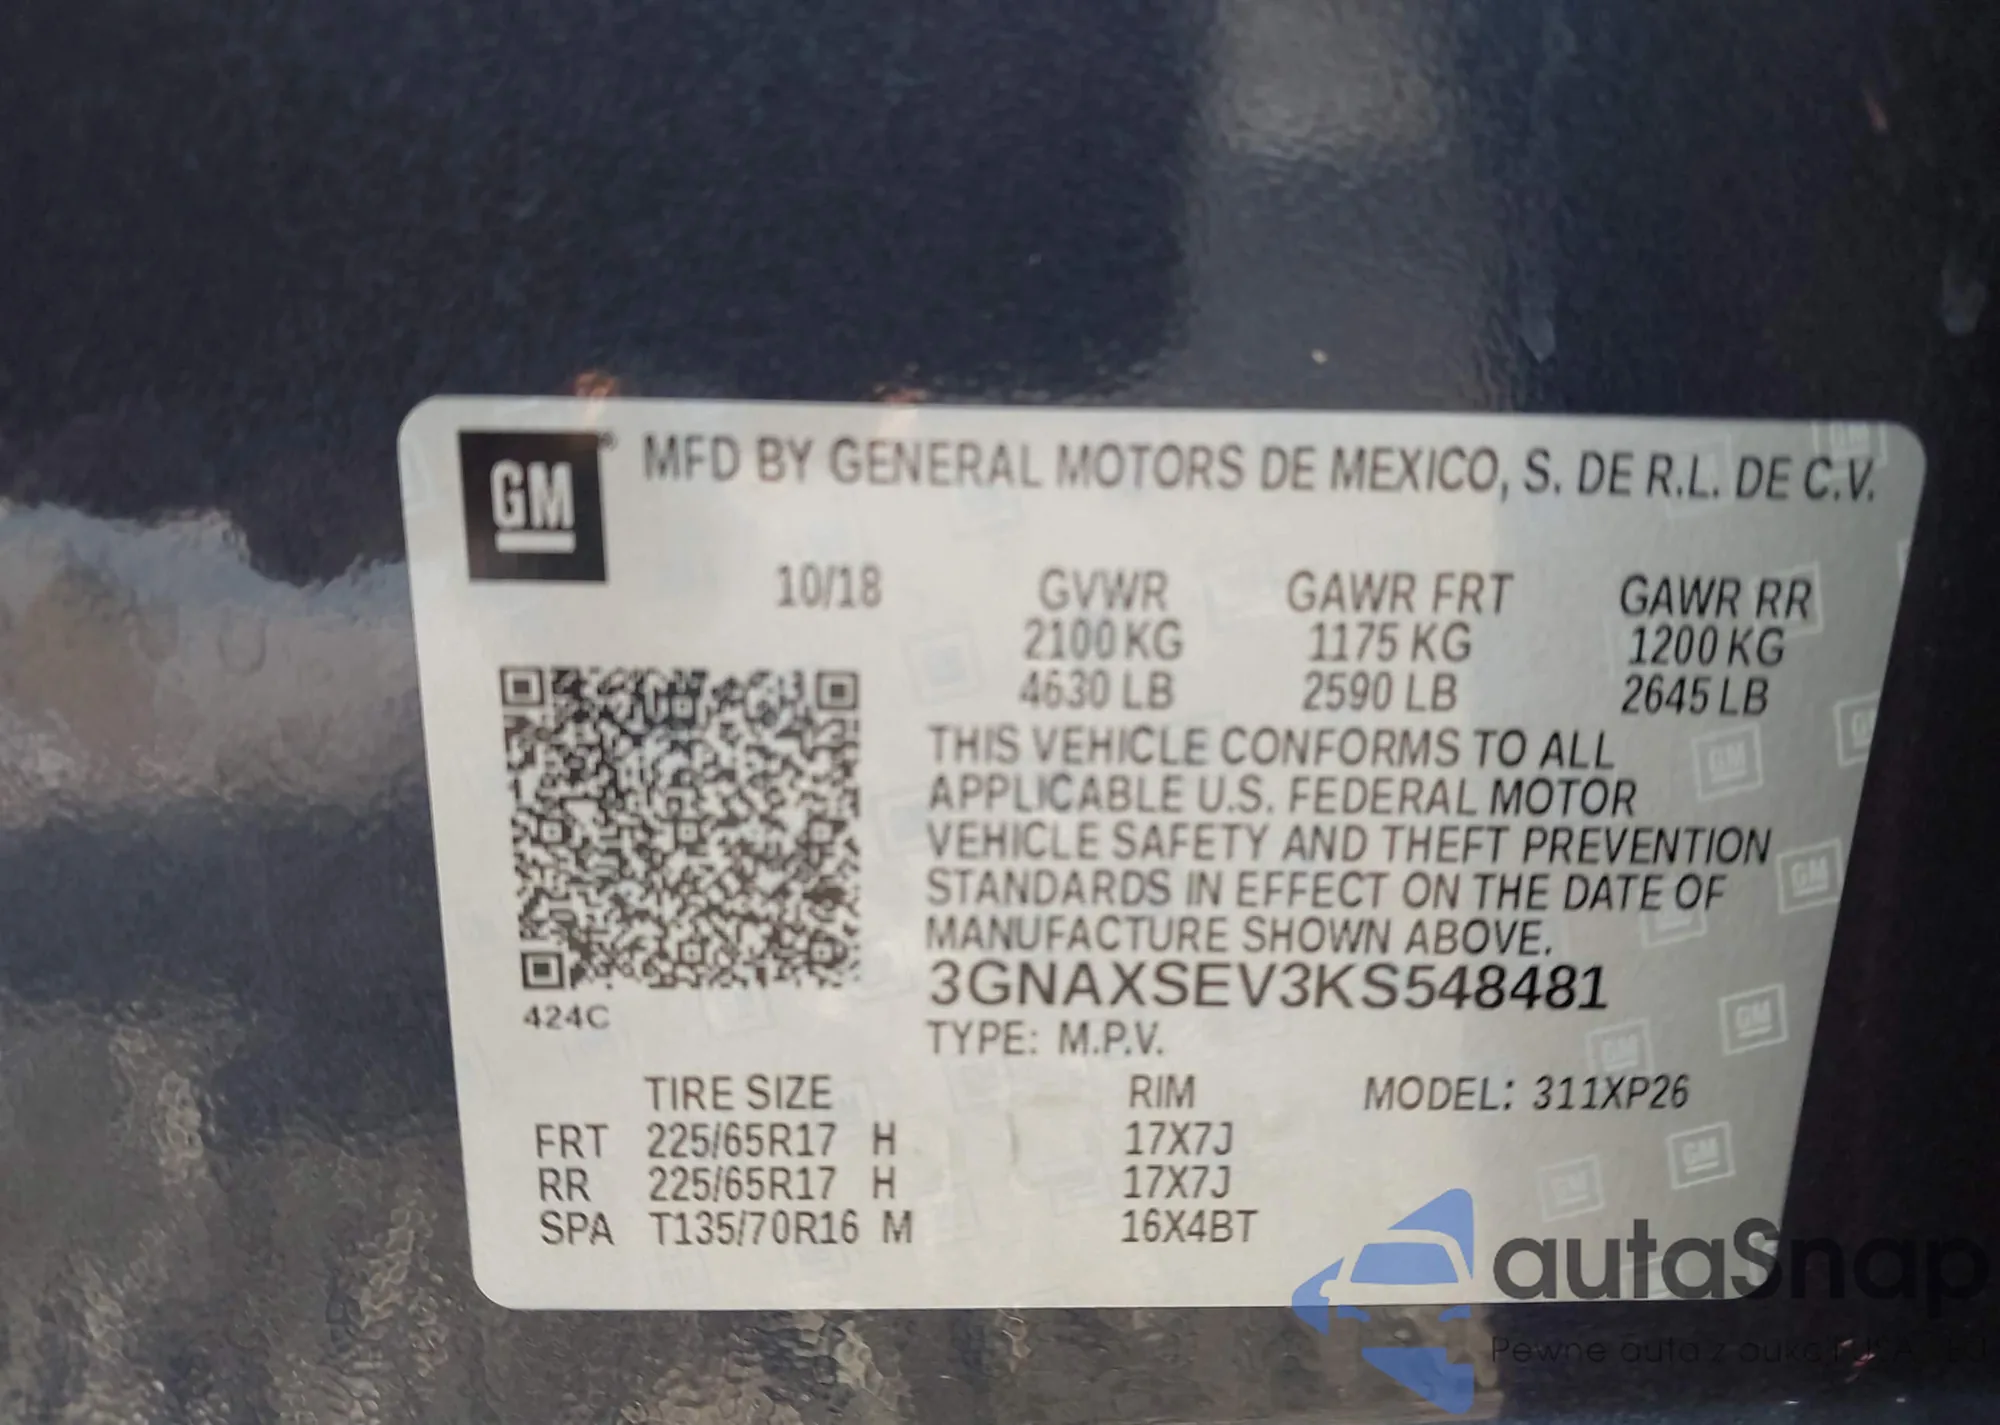 GM
MFD BY GENERAL MOTORS DE MEXICO, S. DE R.L. DE C.V.
10/18 GVWR GAWR FRT GAWR RR
2100 KG 1175 KG 1200 KG
4630 LB 2590 LB 2645 LB
THIS VEHICLE CONFORMS TO ALL
APPLICABLE U.S. FEDERAL MOTOR
VEHICLE SAFETY AND THEFT PREVENTION
STANDARDS IN EFFECT ON THE DATE OF
MANUFACTURE SHOWN ABOVE.
3GNAXSEV3KS548481
424C
TYPE: M.P.V.
TIRE SIZE RIM MODEL: 311XP26
FRT 225/65R17 H 17X7J
RR 225/65R17 H 17X7J
SPA T135/70R16 M 16X4BT
autaSnap
Pewne auta z aukcji